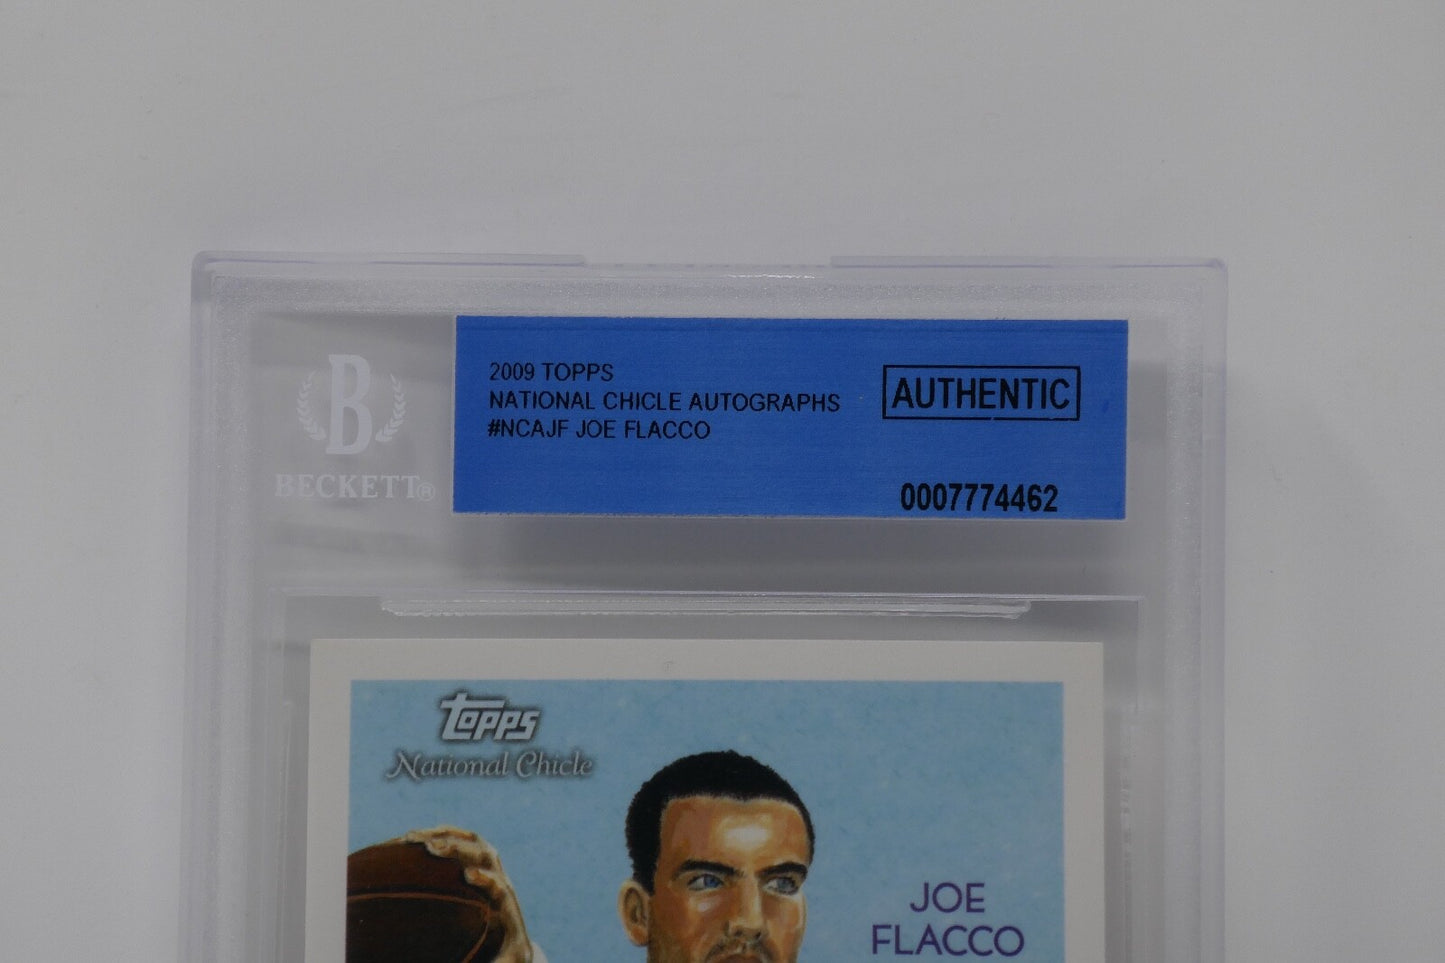 B
BECKETT®
2009 TOPPS
NATIONAL CHICLE AUTOGRAPHS
#NCAJF JOE FLACCO
AUTHENTIC
0007774462
Topps
National Chicle
JOE
FLACCO